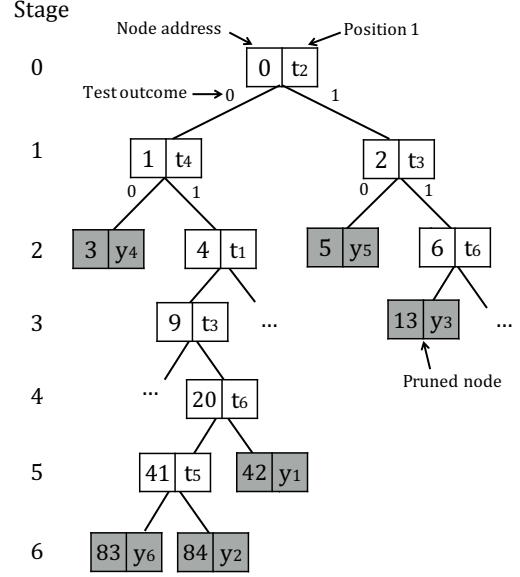 Stage
Node address
Position 1
0
0 t2
Test outcome
0
1
1
1 t4
2 t3
0
1
0
1
2
3 y4
4 t1
5 y5
6 t6
3
9 t3
...
13 y3
...
4
...
20 t6
Pruned node
5
41 t5
42 y1
6
83 y6
84 y2